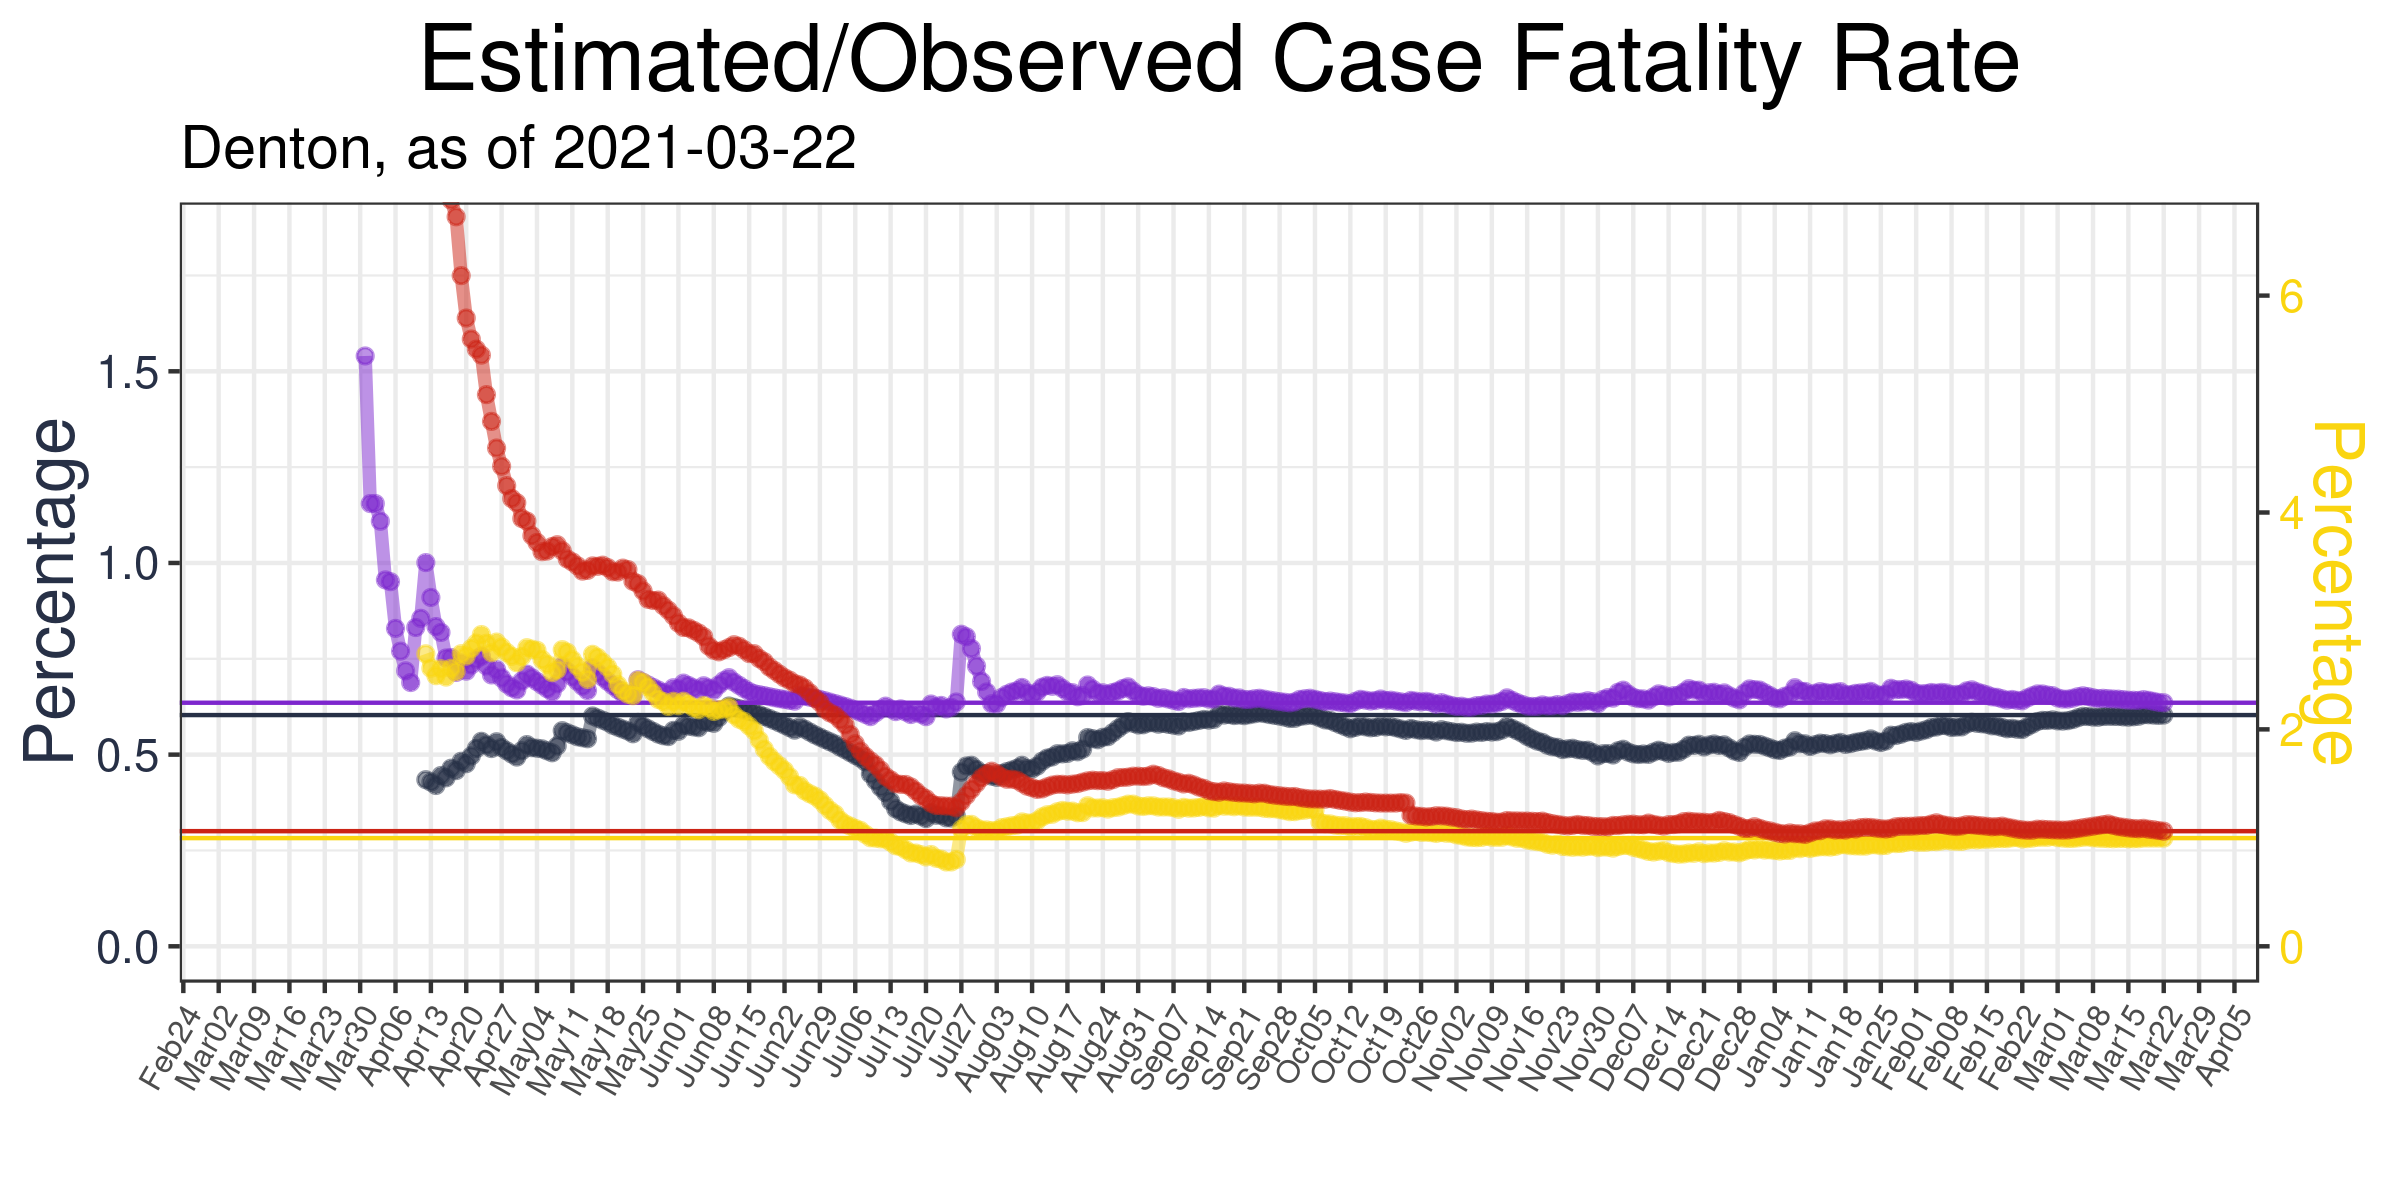 Estimated/Observed Case Fatality Rate
Denton, as of 2021-03-22
Percentage
1.5
1.0
0.5
0.0
6
4
2
0
Percentage
Feb24
Mar02
Mar09
Mar16
Mar23
Mar30
Apr06
Apr13
Apr20
Apr27
May04
May11
May18
May25
Jun01
Jun08
Jun15
Jun22
Jun29
Jul06
Jul13
Jul20
Jul27
Aug03
Aug10
Aug17
Aug24
Aug31
Sep07
Sep14
Sep21
Sep28
Oct05
Oct12
Oct19
Oct26
Nov02
Nov09
Nov16
Nov23
Nov30
Dec07
Dec14
Dec21
Dec28
Jan04
Jan11
Jan18
Jan25
Feb01
Feb08
Feb15
Feb22
Mar01
Mar08
Mar15
Mar22
Mar29
Apr05